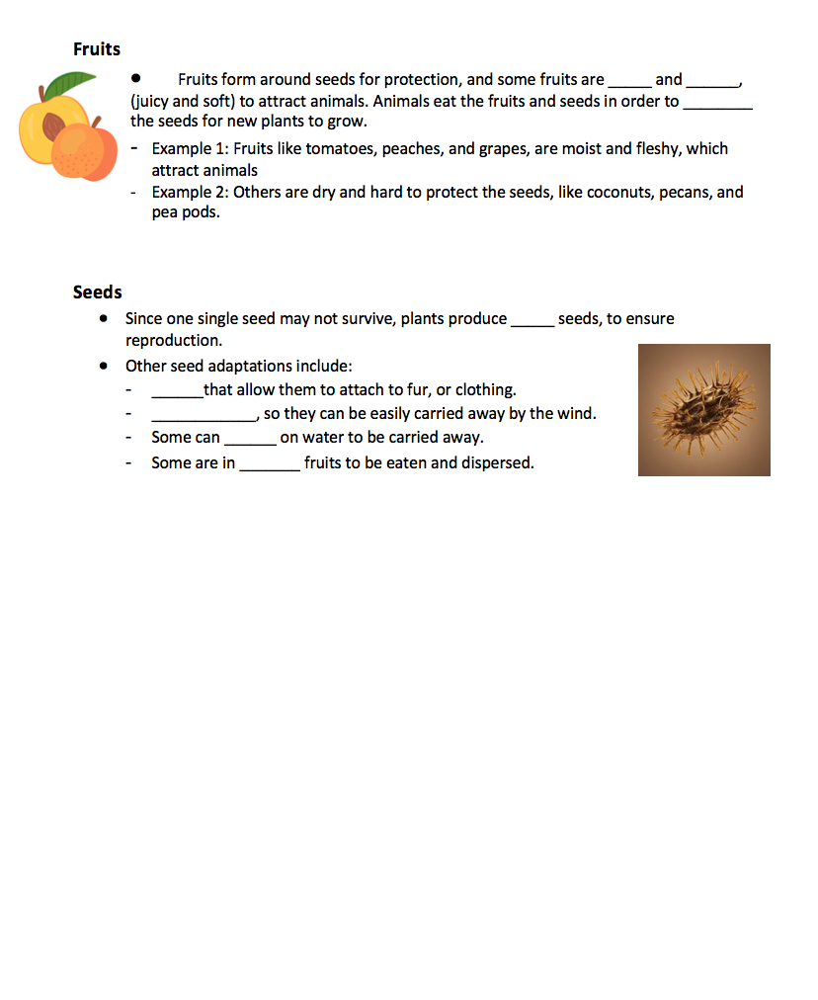 Fruits
● Fruits form around seeds for protection, and some fruits are _____ and ______,
(juicy and soft) to attract animals. Animals eat the fruits and seeds in order to ________
the seeds for new plants to grow.
- Example 1: Fruits like tomatoes, peaches, and grapes, are moist and fleshy, which
attract animals
- Example 2: Others are dry and hard to protect the seeds, like coconuts, pecans, and
pea pods.
Seeds
● Since one single seed may not survive, plants produce _____ seeds, to ensure
reproduction.
● Other seed adaptations include:
- ______that allow them to attach to fur, or clothing.
- ____________, so they can be easily carried away by the wind.
- Some can ______ on water to be carried away.
- Some are in _______ fruits to be eaten and dispersed.